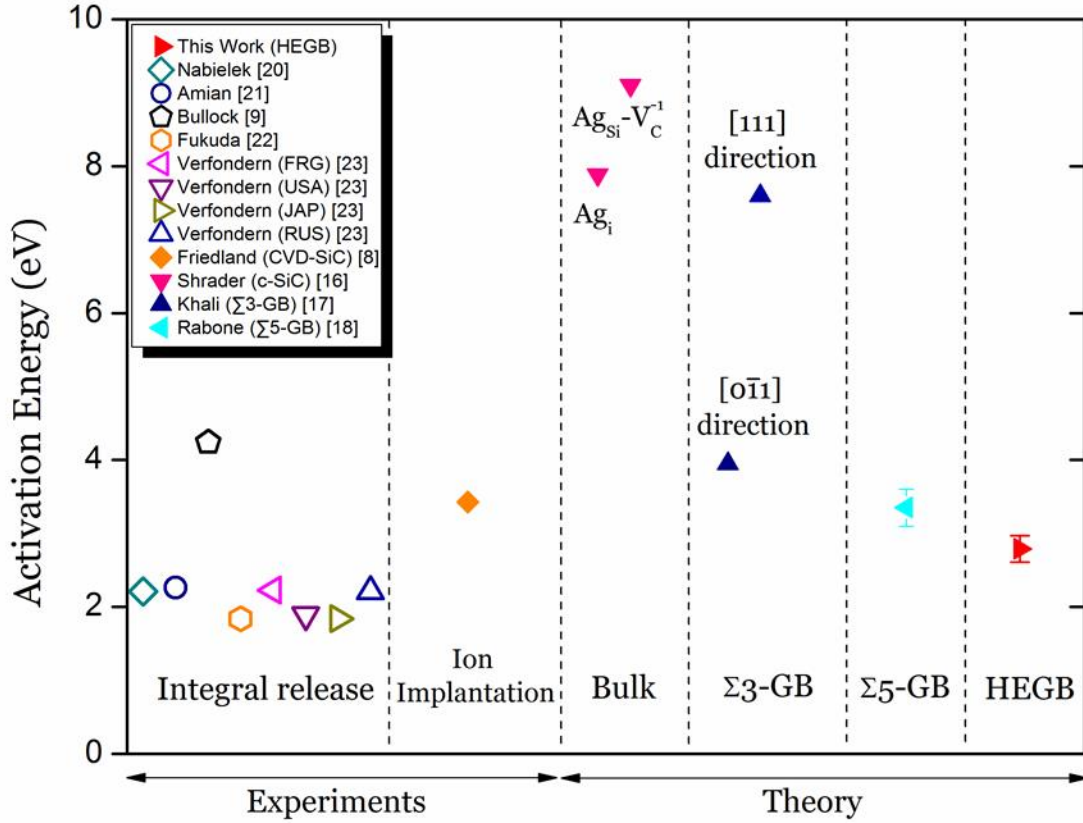 10
8
6
4
2
0
Activation Energy (eV)
This Work (HEGB)
Nabielek [20]
Amian [21]
Bullock [9]
Fukuda [22]
Verfondern (FRG) [23]
Verfondern (USA) [23]
Verfondern (JAP) [23]
Verfondern (RUS) [23]
Friedland (CVD-SiC) [8]
Shrader (c-SiC) [16]
Khali (∑3-GB) [17]
Rabone (∑5-GB) [18]
Ag_Si-V_C^-1
Ag_i
[111]
direction
[01̅1]
direction
Integral release
Ion
Implantation
Bulk
Σ3-GB
Σ5-GB
HEGB
Experiments
Theory